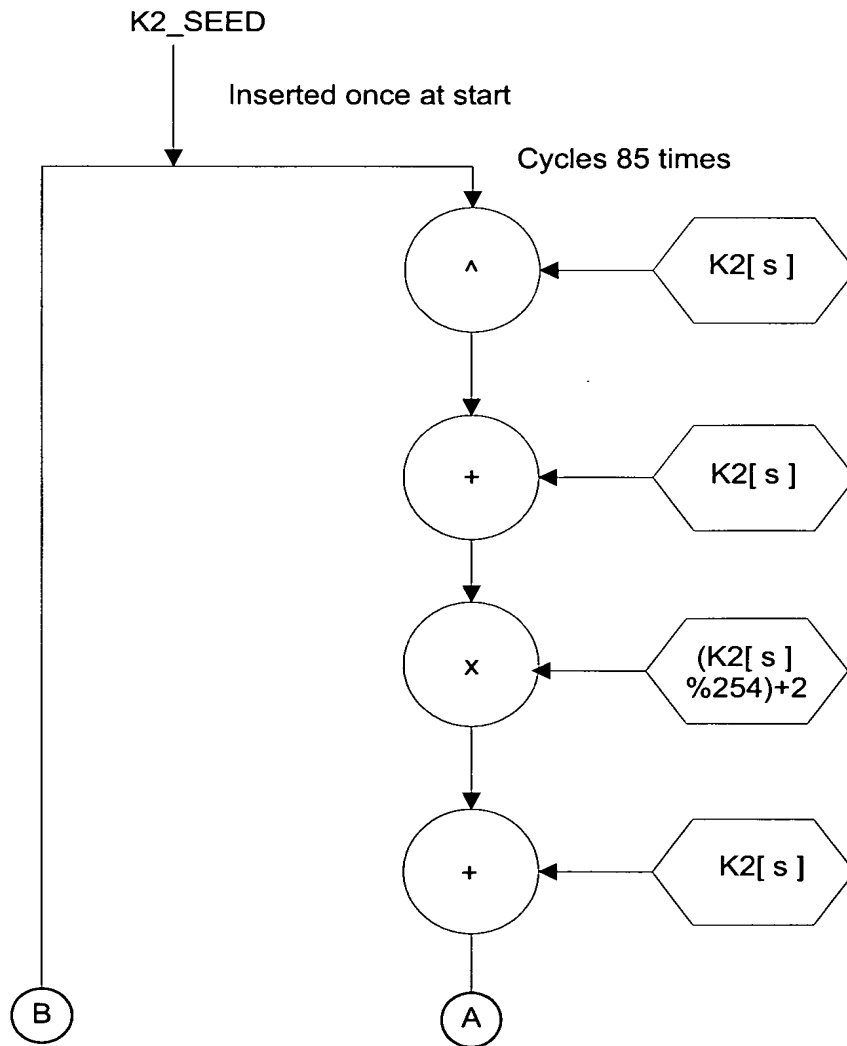 K2_SEED
Inserted once at start
Cycles 85 times
^
K2[ s ]
+
K2[ s ]
x
(K2[ s ]
%254)+2
+
K2[ s ]
B
A